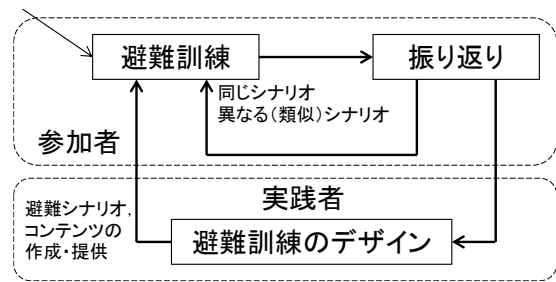 避難訓練
振り返り
同じシナリオ
異なる(類似)シナリオ
参加者
実践者
避難シナリオ,
コンテンツの
作成・提供
避難訓練のデザイン